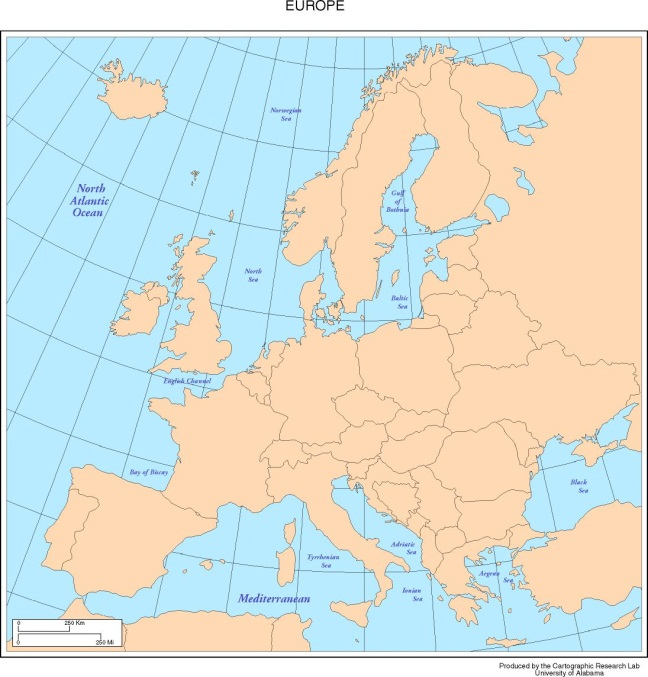 EUROPE
Norwegian
Sea
North
Atlantic
Ocean
Gulf
of
Bothnia
North
Sea
Baltic
Sea
English Channel
Bay of Biscay
Black
Sea
Adriatic
Sea
Tyrrhenian
Sea
Aegean
Sea
Ionian
Sea
Mediterranean
0 250 Km
0 250 Mi
Produced by the Cartographic Research Lab
University of Alabama